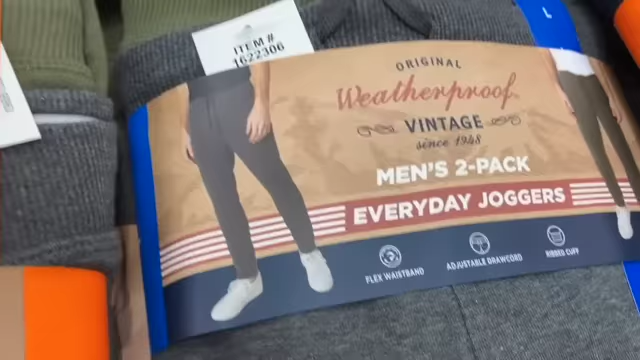 L
ITEM #
1622306
ORIGINAL
Weatherproof
VINTAGE
since 1948
MEN'S 2-PACK
EVERYDAY JOGGERS
FLEX WAISTBAND
ADJUSTABLE DRAWCORD
RIBBED CUFF